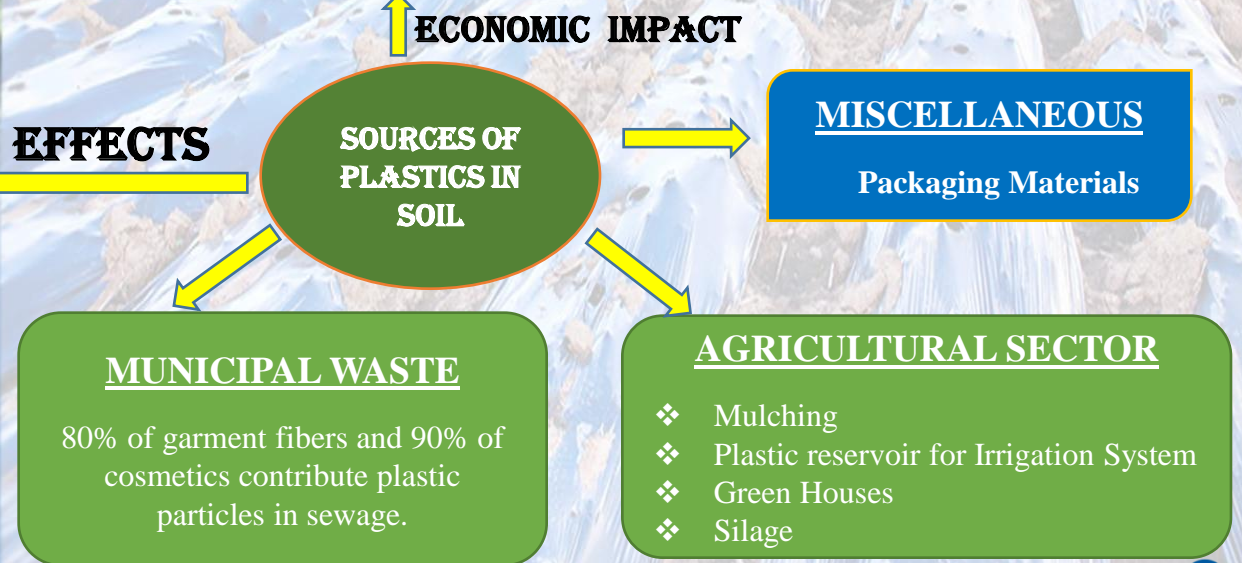 ECONOMIC IMPACT
EFFECTS
SOURCES OF
PLASTICS IN
SOIL
MISCELLANEOUS
Packaging Materials
MUNICIPAL WASTE
80% of garment fibers and 90% of
cosmetics contribute plastic
particles in sewage.
AGRICULTURAL SECTOR
❖ Mulching
❖ Plastic reservoir for Irrigation System
❖ Green Houses
❖ Silage